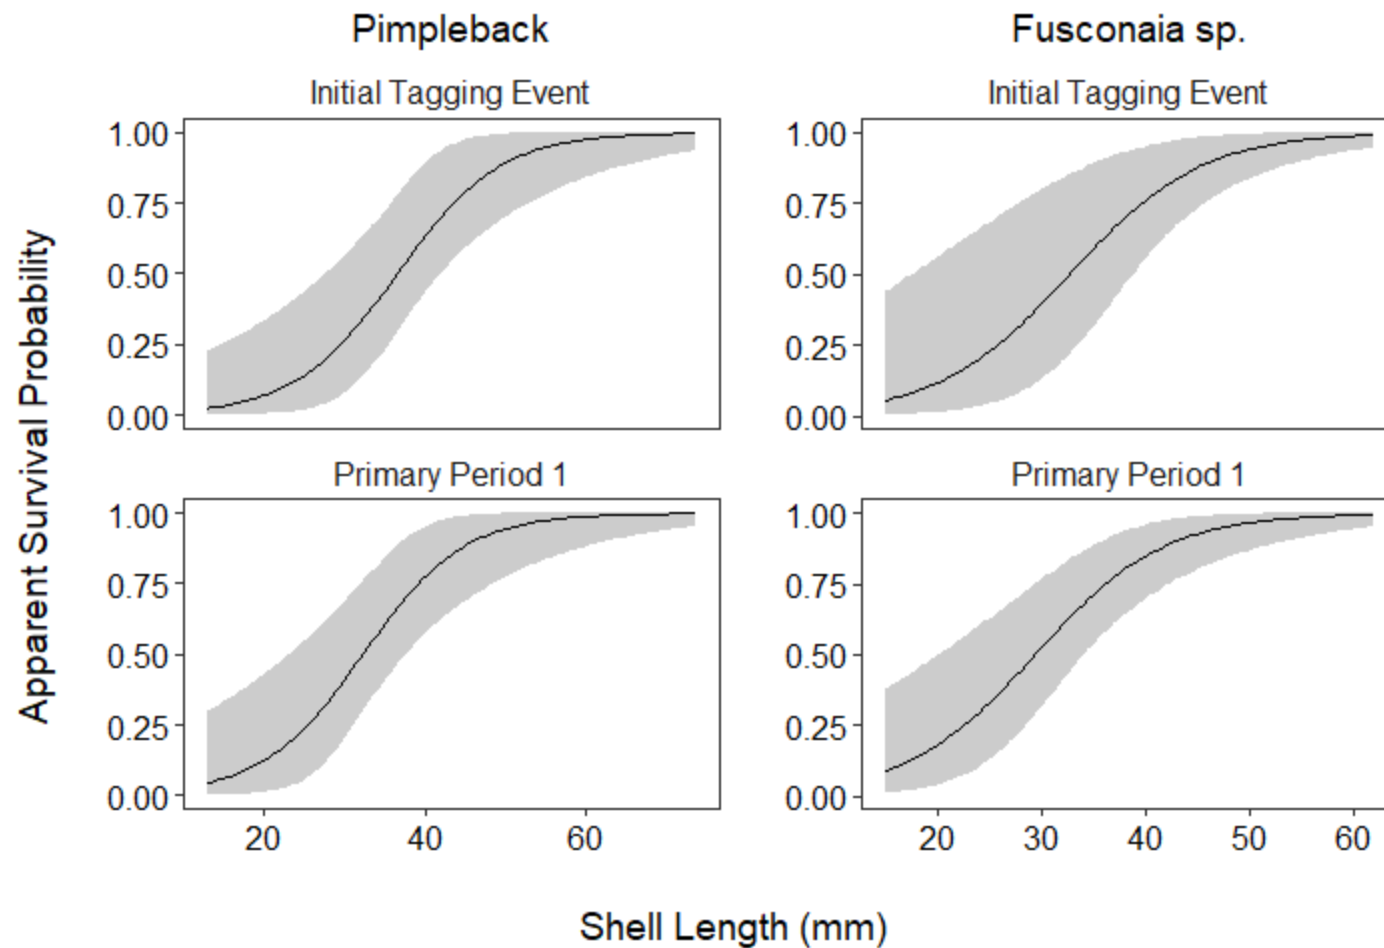 Pimpleback
Fusconaia sp.
Initial Tagging Event
Initial Tagging Event
1.00
0.75
0.50
0.25
0.00
1.00
0.75
0.50
0.25
0.00
Primary Period 1
Primary Period 1
1.00
0.75
0.50
0.25
0.00
1.00
0.75
0.50
0.25
0.00
20 40 60
20 30 40 50 60
Apparent Survival Probability
Shell Length (mm)